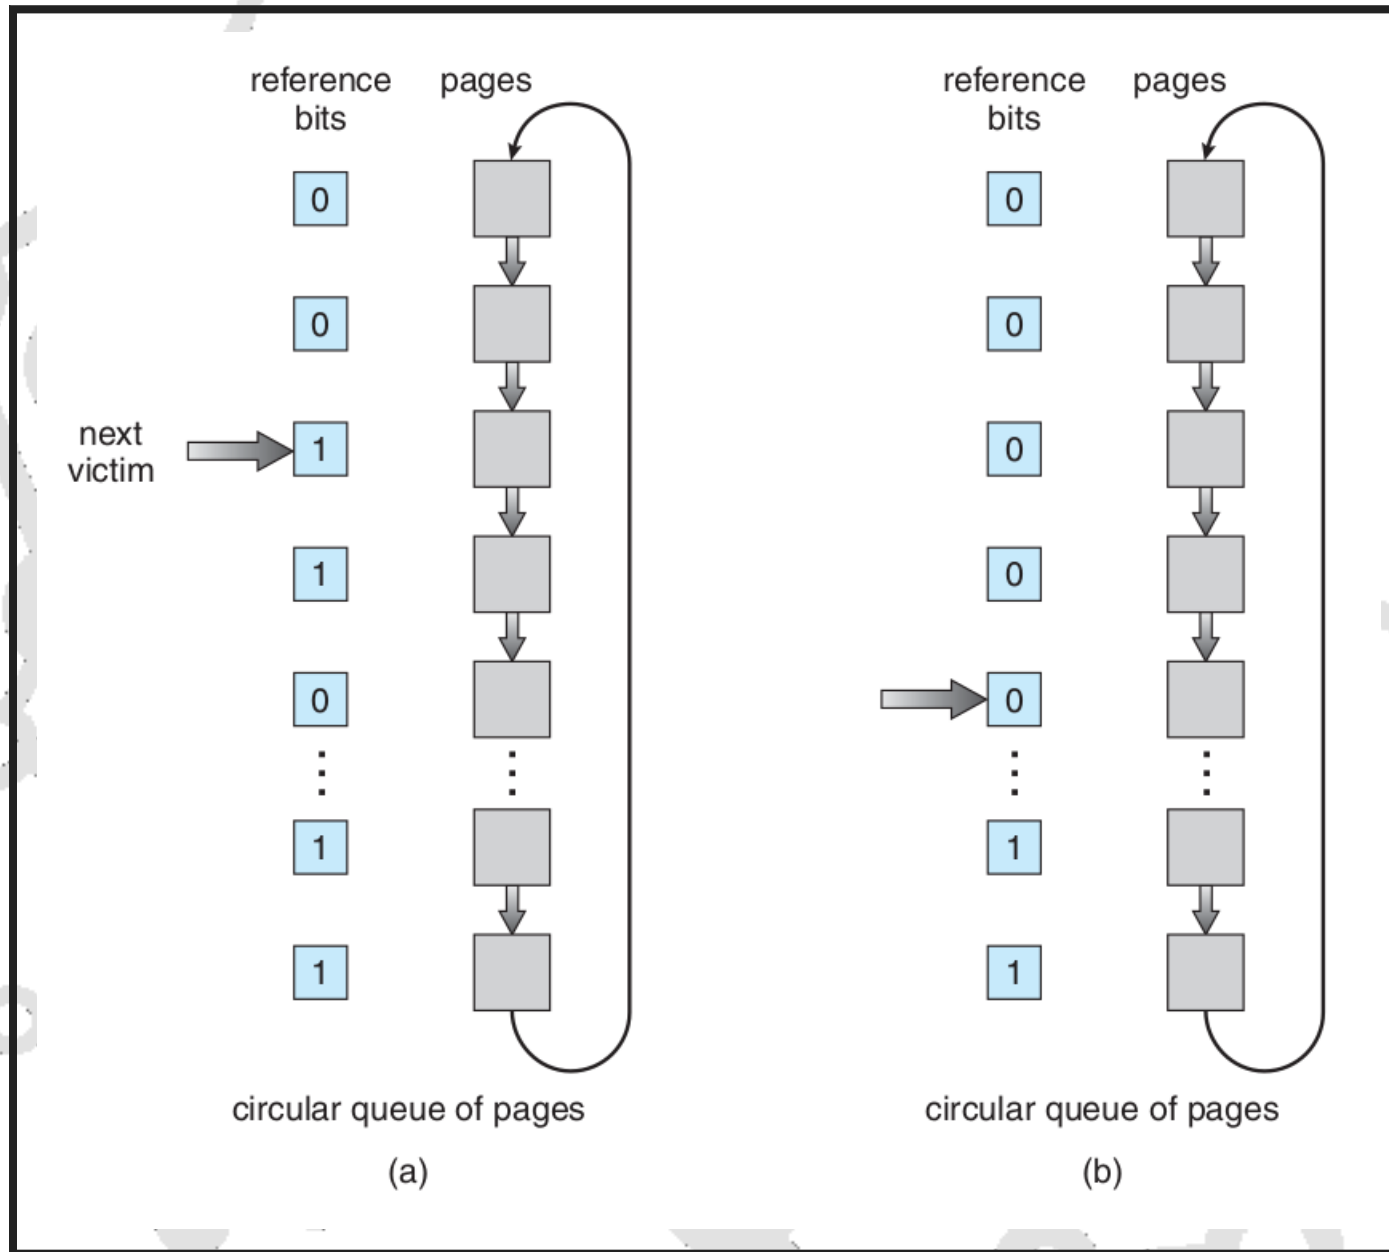 reference pages
bits
0
0
next
victim
1
1
0
1
1
circular queue of pages
(a)
reference pages
bits
0
0
0
0
0
1
1
circular queue of pages
(b)